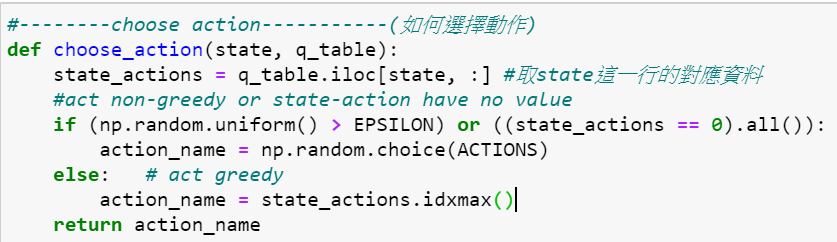 #--------choose action-----------(如何選擇動作)
def choose_action(state, q_table):
    state_actions = q_table.iloc[state, :] #取state這一行的對應資料
    #act non-greedy or state-action have no value
    if (np.random.uniform() > EPSILON) or ((state_actions == 0).all()):
        action_name = np.random.choice(ACTIONS)
    else:   # act greedy
        action_name = state_actions.idxmax()
    return action_name